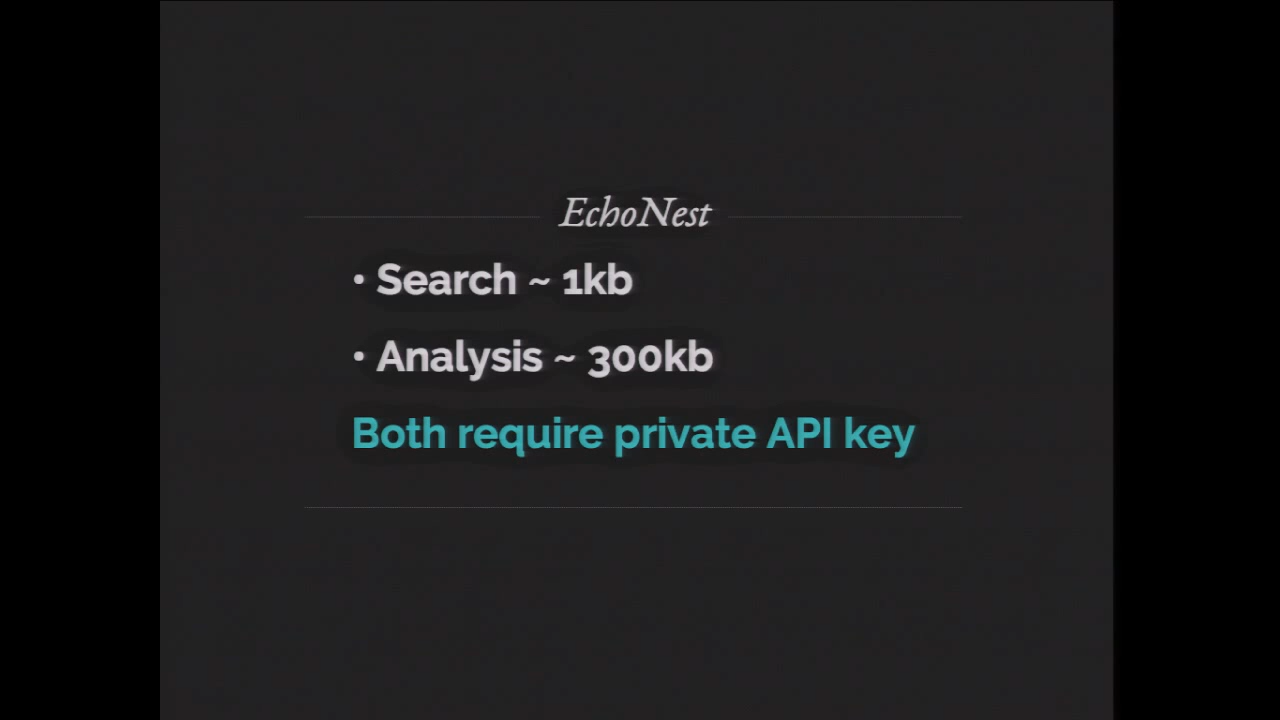 EchoNest
• Search ~ 1kb
• Analysis ~ 300kb
Both require private API key